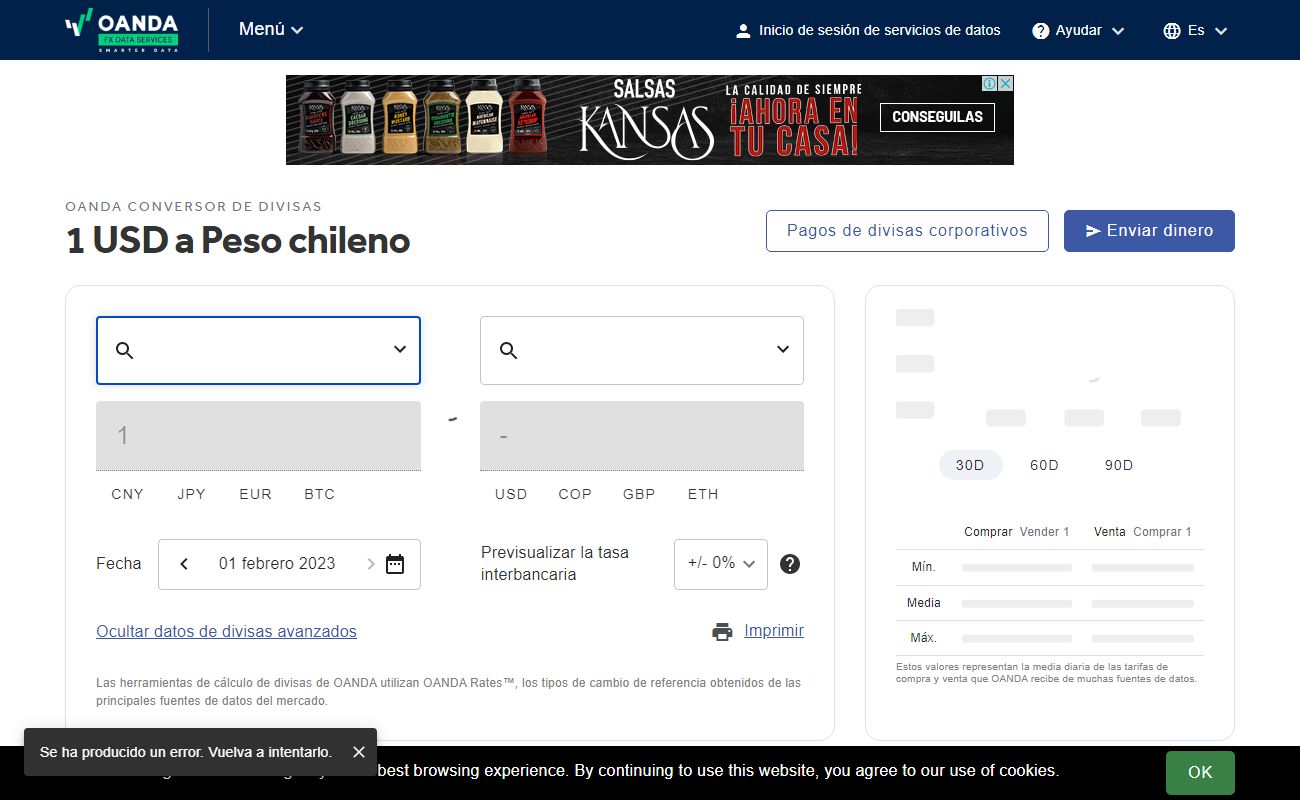 OANDA
FX DATA SERVICES
SMARTER DATA
Menú
Inicio de sesión de servicios de datos
Ayudar
Es
SALSAS
KANSAS
LA CALIDAD DE SIEMPRE
¡AHORA EN
TU CASA!
CONSEGUILAS
OANDA CONVERSOR DE DIVISAS
1 USD a Peso chileno
Pagos de divisas corporativos
Enviar dinero
1
-
CNY JPY EUR BTC
USD COP GBP ETH
Fecha
01 febrero 2023
Previsualizar la tasa
interbancaria
+/- 0%
Ocultar datos de divisas avanzados
Imprimir
Las herramientas de cálculo de divisas de OANDA utilizan OANDA Rates™, los tipos de cambio de referencia obtenidos de las
principales fuentes de datos del mercado.
30D 60D 90D
Comprar Vender 1 Venta Comprar 1
Mín.
Media
Máx.
Estos valores representan la media diaria de las tarifas de
compra y venta que OANDA recibe de muchas fuentes de datos.
Se ha producido un error. Vuelva a intentarlo.
best browsing experience. By continuing to use this website, you agree to our use of cookies.
OK